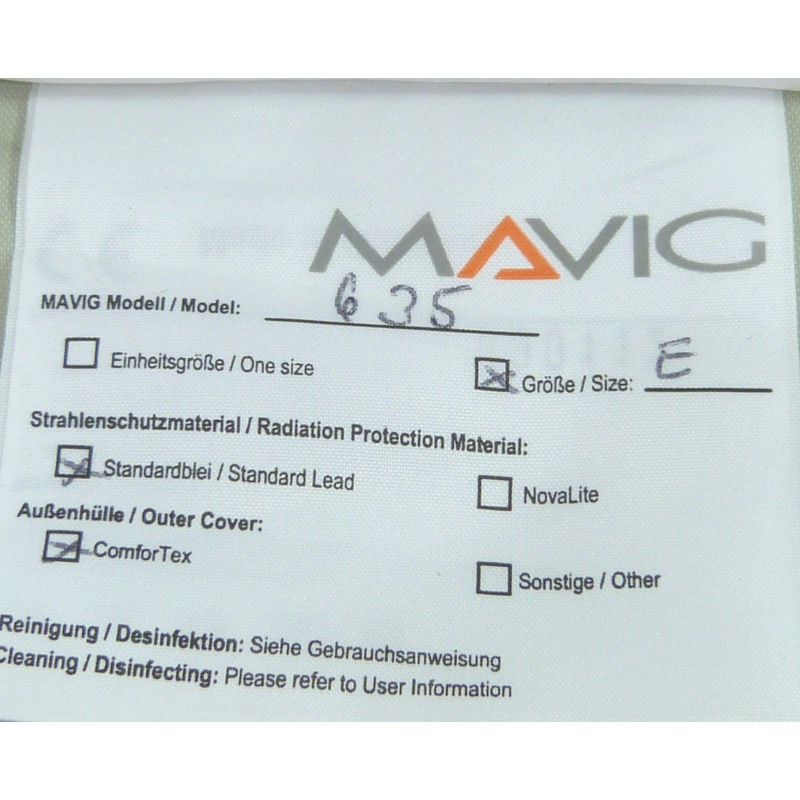 MAVIG
MAVIG Modell / Model: 635
Einheitsgröße / One size
Größe / Size: E
Strahlenschutzmaterial / Radiation Protection Material:
Standardblei / Standard Lead
NovaLite
Außenhülle / Outer Cover:
ComforTex
Sonstige / Other
Reinigung / Desinfektion: Siehe Gebrauchsanweisung
Cleaning / Disinfecting: Please refer to User Information